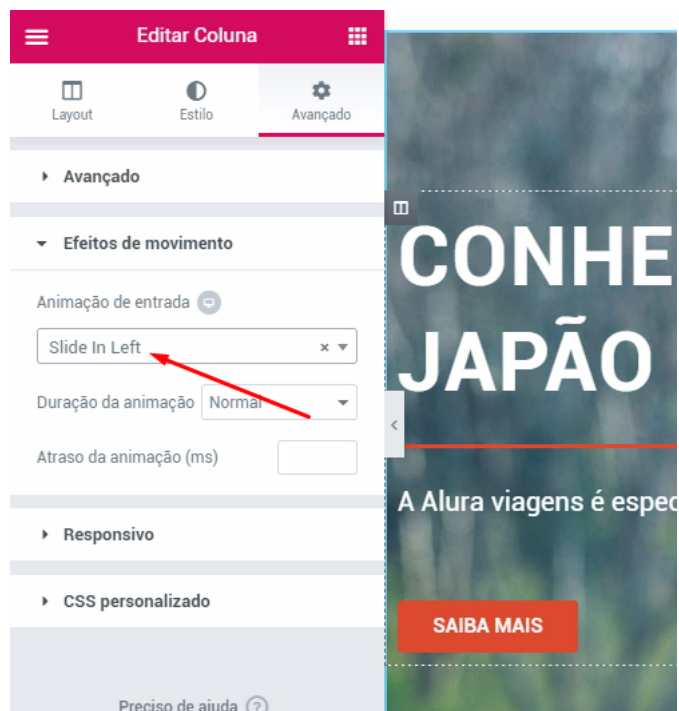 Editar Coluna
Layout
Estilo
Avançado
Avançado
Efeitos de movimento
Animação de entrada
Slide In Left
Duração da animação
Normal
Atraso da animação (ms)
Responsivo
CSS personalizado
Preciso de ajuda
CONHE
JAPÃO
A Alura viagens é espec
SAIBA MAIS